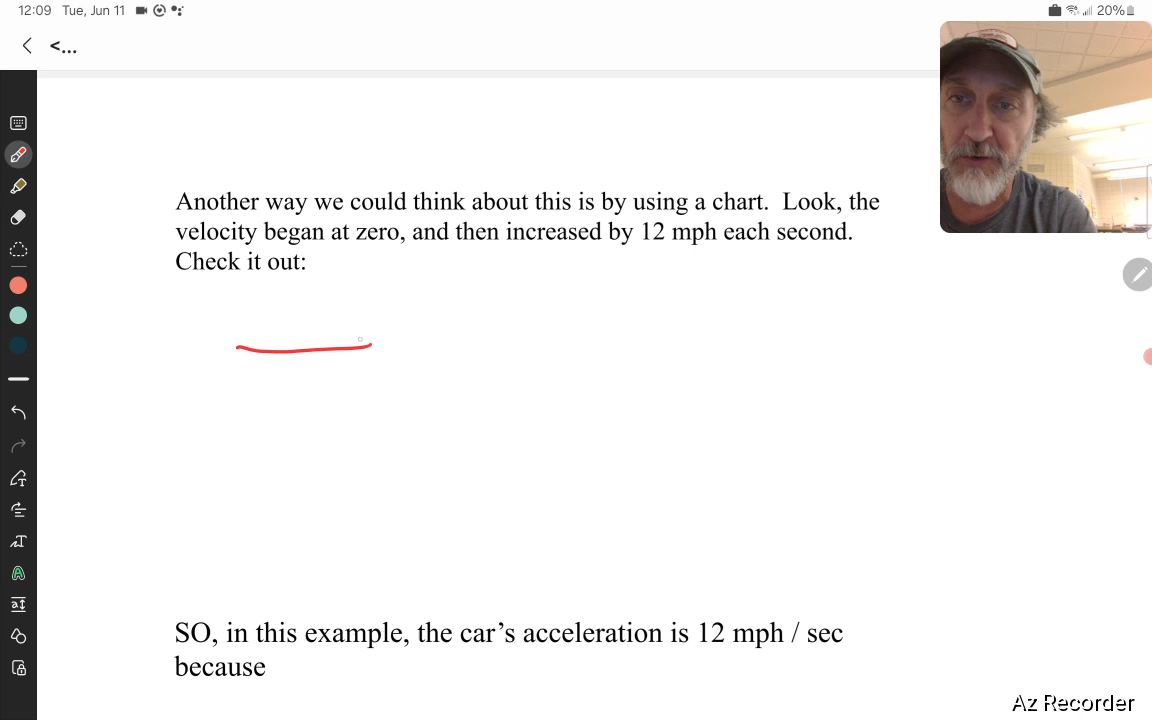 12:09 Tue, Jun 11
20%
<...
Another way we could think about this is by using a chart. Look, the
velocity began at zero, and then increased by 12 mph each second.
Check it out:
SO, in this example, the car’s acceleration is 12 mph / sec
because
Az Recorder